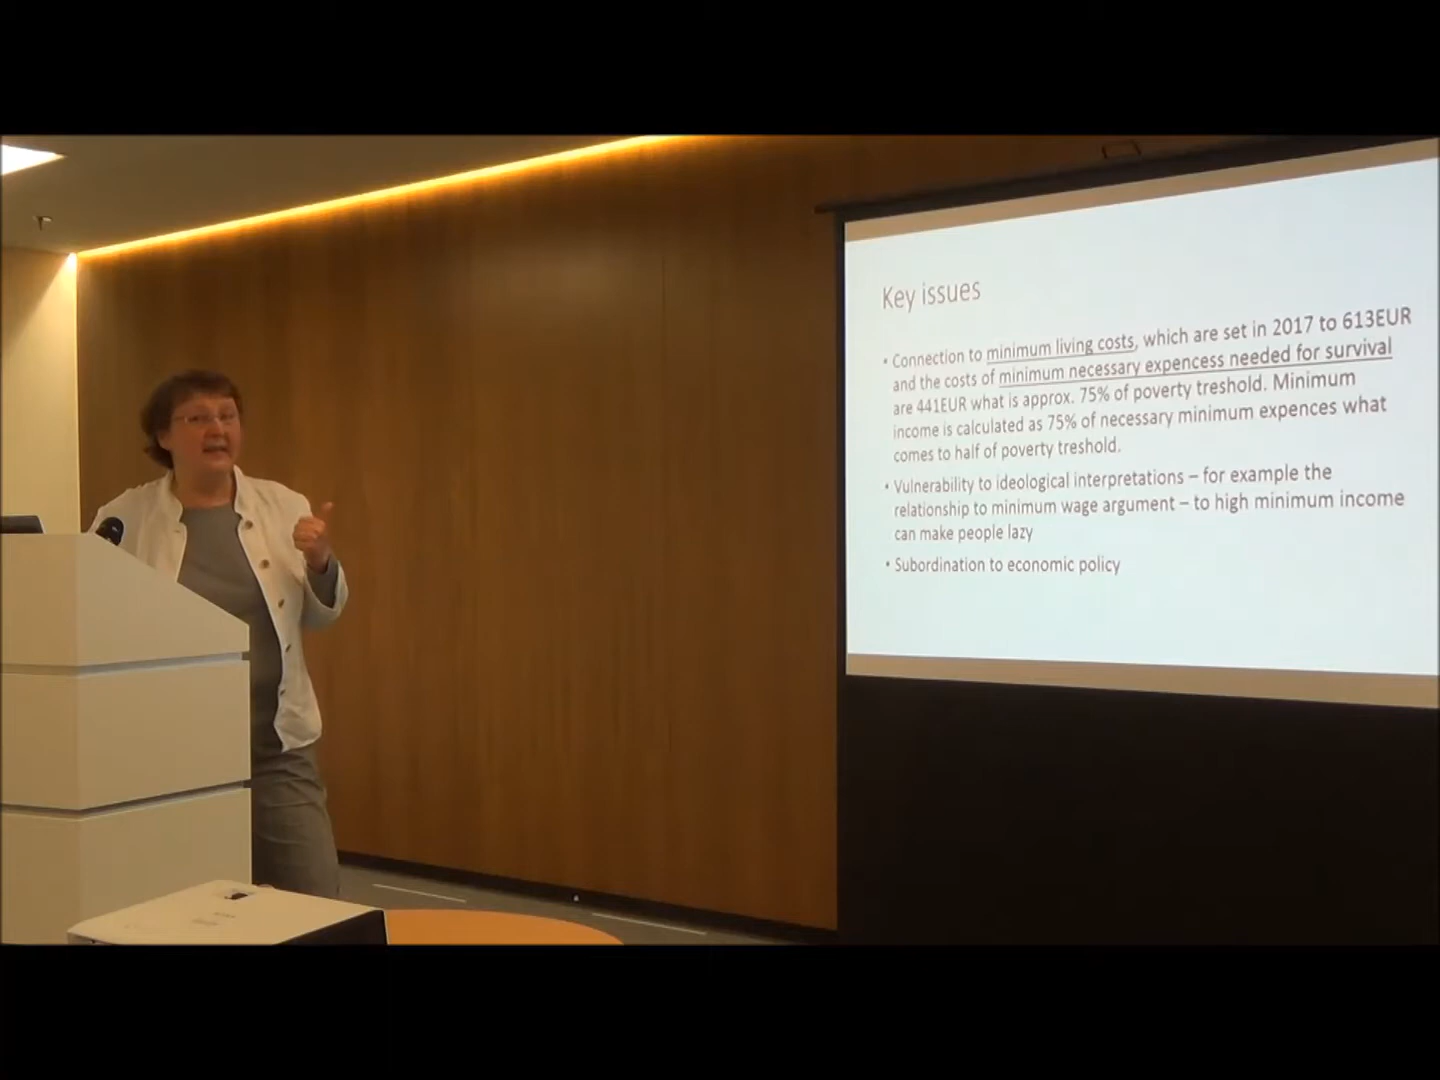 Key issues
• Connection to minimum living costs, which are set in 2017 to 613EUR
and the costs of minimum necessary expencess needed for survival
are 441EUR what is approx. 75% of poverty treshold. Minimum
income is calculated as 75% of necessary minimum expences what
comes to half of poverty treshold.
• Vulnerability to ideological interpretations – for example the
relationship to minimum wage argument – to high minimum income
can make people lazy
• Subordination to economic policy